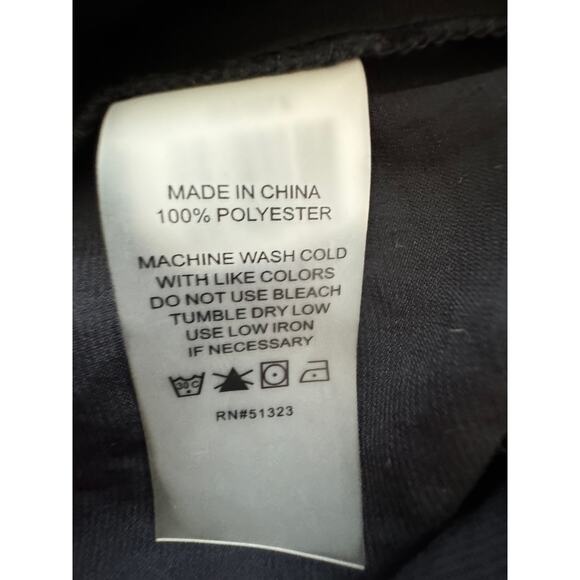 MADE IN CHINA
100% POLYESTER
MACHINE WASH COLD
WITH LIKE COLORS
DO NOT USE BLEACH
TUMBLE DRY LOW
USE LOW IRON
IF NECESSARY
30 C
RN#51323